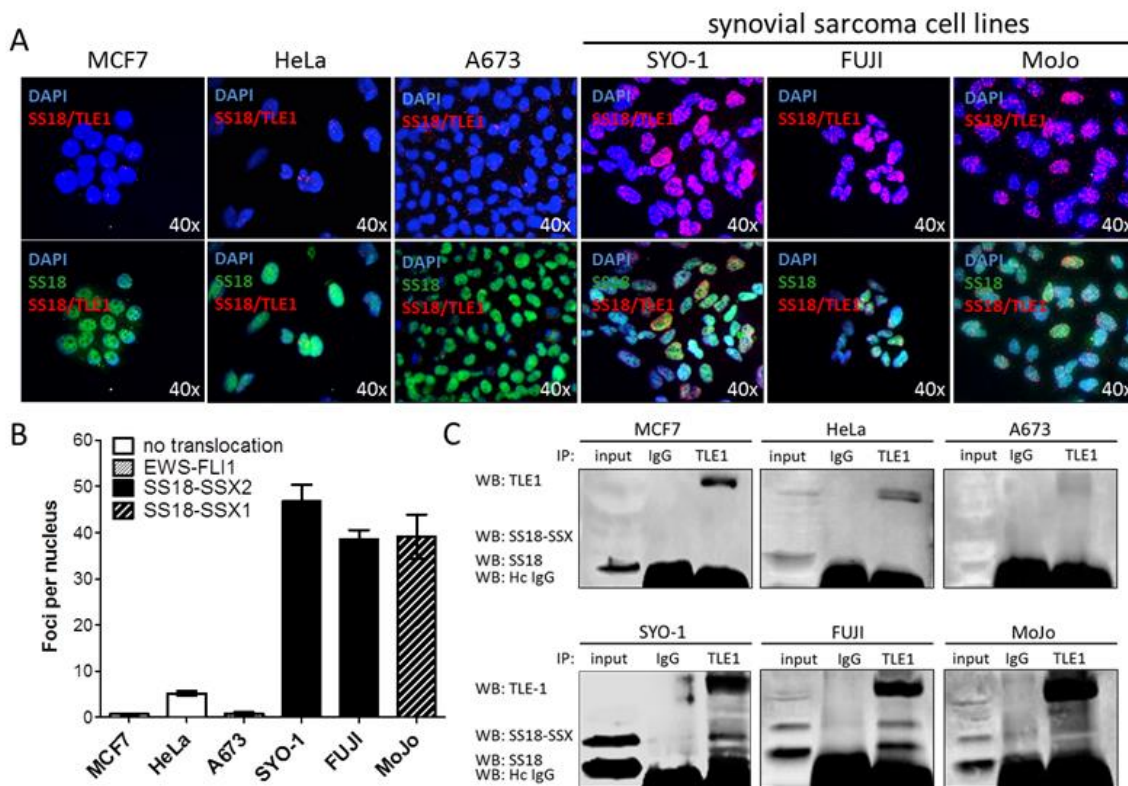 synovial sarcoma cell lines
A
MCF7 HeLa A673 SYO-1 FUJI MoJo
DAPI DAPI DAPI DAPI DAPI DAPI
SS18/TLE1 SS18/TLE1 SS18/TLE1 SS18/TLE1 SS18/TLE1 SS18/TLE1
40x 40x 40x 40x 40x 40x
DAPI DAPI DAPI DAPI DAPI DAPI
SS18 SS18 SS18 SS18 SS18 SS18
SS18/TLE1 SS18/TLE1 SS18/TLE1 SS18/TLE1 SS18/TLE1 SS18/TLE1
40x 40x 40x 40x 40x 40x
B
Foci per nucleus
60
50
40
30
20
10
0
no translocation
EWS-FLI1
SS18-SSX2
SS18-SSX1
MCF7 HeLa A673 SYO-1 FUJI MoJo
C
MCF7 HeLa A673
IP: input IgG TLE1 input IgG TLE1 input IgG TLE1
WB: TLE1
WB: SS18-SSX
WB: SS18
WB: Hc IgG
SYO-1 FUJI MoJo
IP: input IgG TLE1 input IgG TLE1 input IgG TLE1
WB: TLE-1
WB: SS18-SSX
WB: SS18
WB: Hc IgG